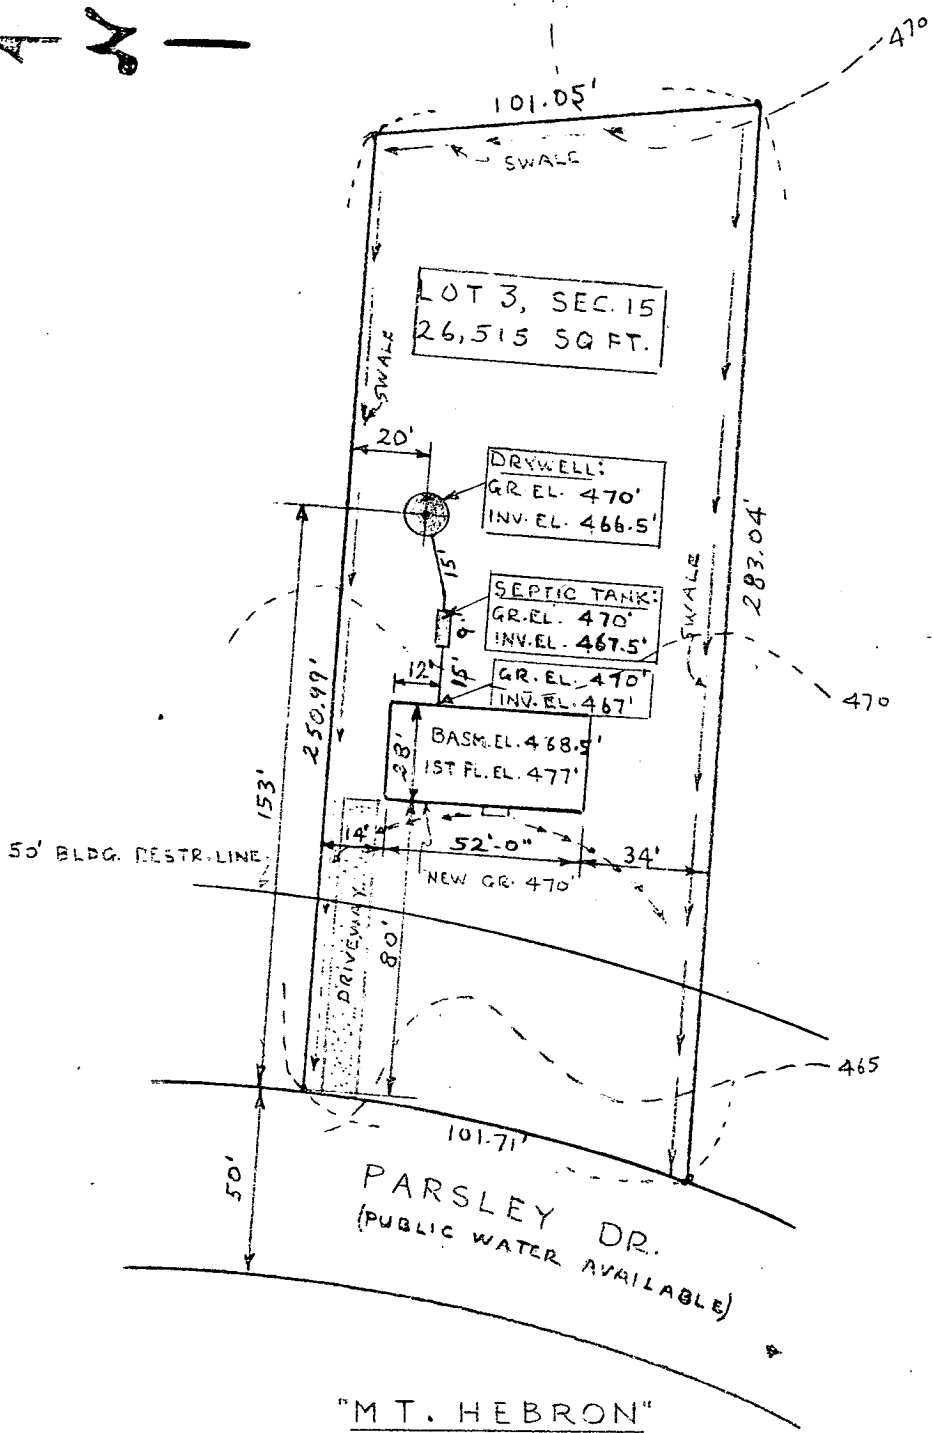 470
101.05'
SWALE
LOT 3, SEC. 15
26,515 SQ FT.
SWALE
20'
DRYWELL:
GR EL. 470'
INV. EL. 466.5'
15'
283.04'
SEPTIC TANK:
GR. EL. 470'
INV. EL. 467.5'
9'
SWALE
12'
15'
GR. EL. 470'
INV. EL. 467'
470
250.97'
28'
BASM. EL. 468.5'
1ST FL. EL. 477'
153'
14'
52'-0"
34'
50' BLDG. RESTR. LINE.
NEW GR. 470'
DRIVEWAY
80'
465
101.71'
50'
PARSLEY DR.
(PUBLIC WATER AVAILABLE)
"MT. HEBRON"